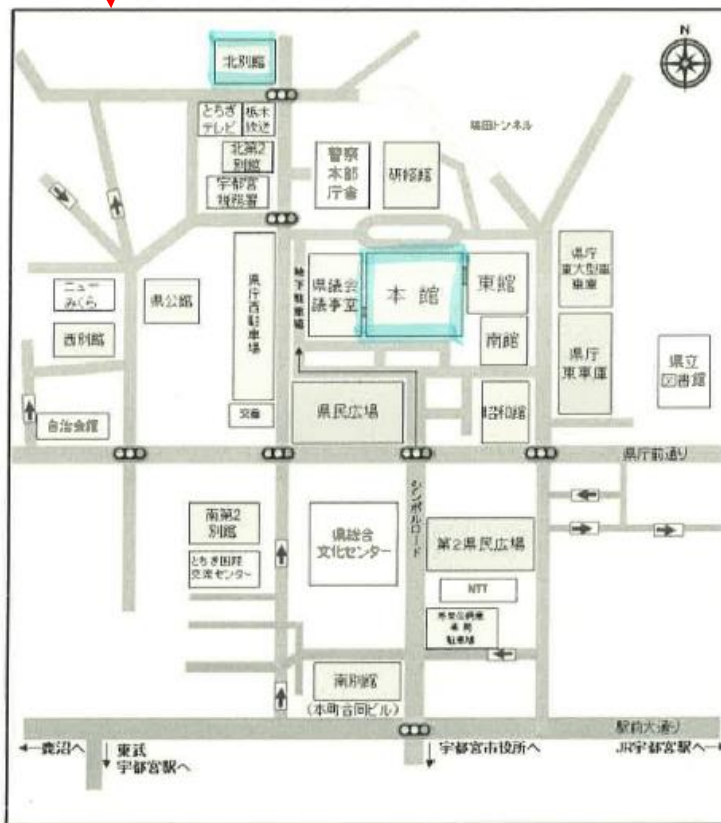 N
北別館
とちぎ
テレビ
栃木
放送
北第2
別館
宇都宮
税務署
警察
本部
庁舎
研修館
トンネル
県議会
議事堂
本館
東館
南館
地下駐車場
県庁西駐車場
県庁
東大型車
車庫
県庁
東車庫
県立
図書館
ニュー
みくら
県公館
西別館
自治会館
交番
県民広場
昭和館
県庁前通り
シンボルロード
南第2
別館
とちぎ国際
交流センター
県総合
文化センター
第2県民広場
NTT
駐車場
南別館
(本町合同ビル)
駅前大通り
鹿沼へ
東武
宇都宮駅へ
宇都宮市役所へ
JR宇都宮駅へ